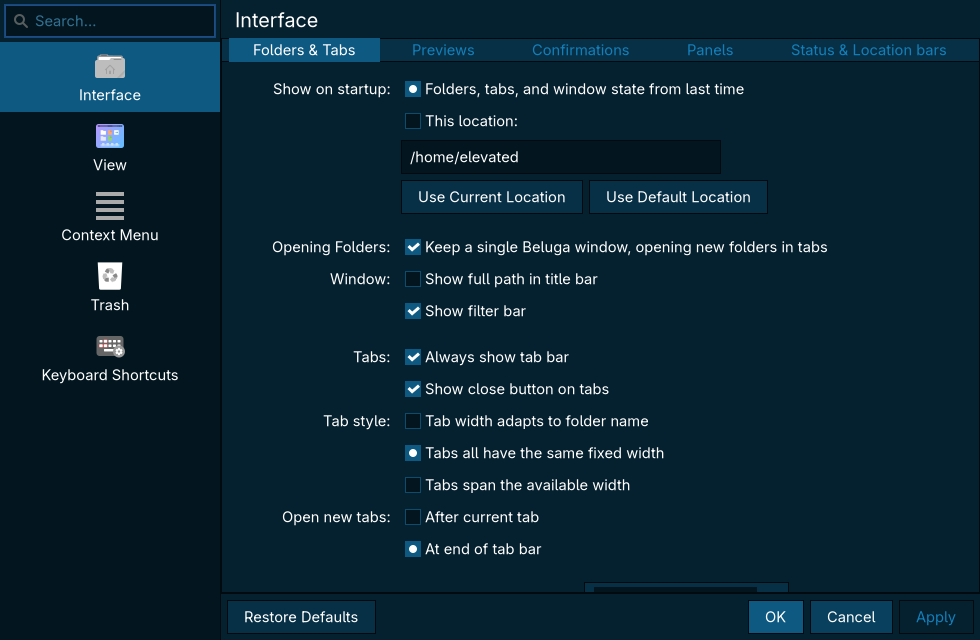 Search...
Interface
View
Context Menu
Trash
Keyboard Shortcuts
Interface
Folders & Tabs Previews Confirmations Panels Status & Location bars
Show on startup: Folders, tabs, and window state from last time
This location:
/home/elevated
Use Current Location Use Default Location
Opening Folders: Keep a single Beluga window, opening new folders in tabs
Window: Show full path in title bar
Show filter bar
Tabs: Always show tab bar
Show close button on tabs
Tab style: Tab width adapts to folder name
Tabs all have the same fixed width
Tabs span the available width
Open new tabs: After current tab
At end of tab bar
Restore Defaults OK Cancel Apply